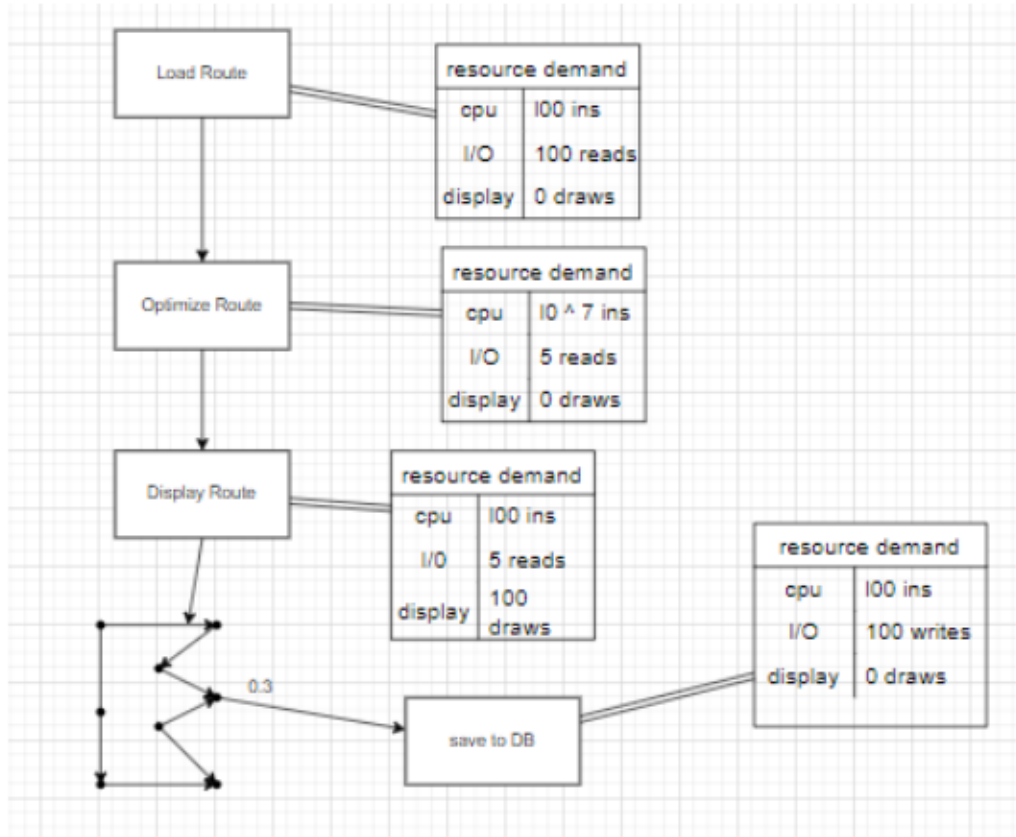 Load Route
resource demand
cpu l00 ins
I/O 100 reads
display 0 draws
Optimize Route
resource demand
cpu l0 ^ 7 ins
I/O 5 reads
display 0 draws
Display Route
resource demand
cpu l00 ins
I/0 5 reads
display 100
draws
resource demand
cpu l00 ins
I/O 100 writes
display 0 draws
0.3
save to DB